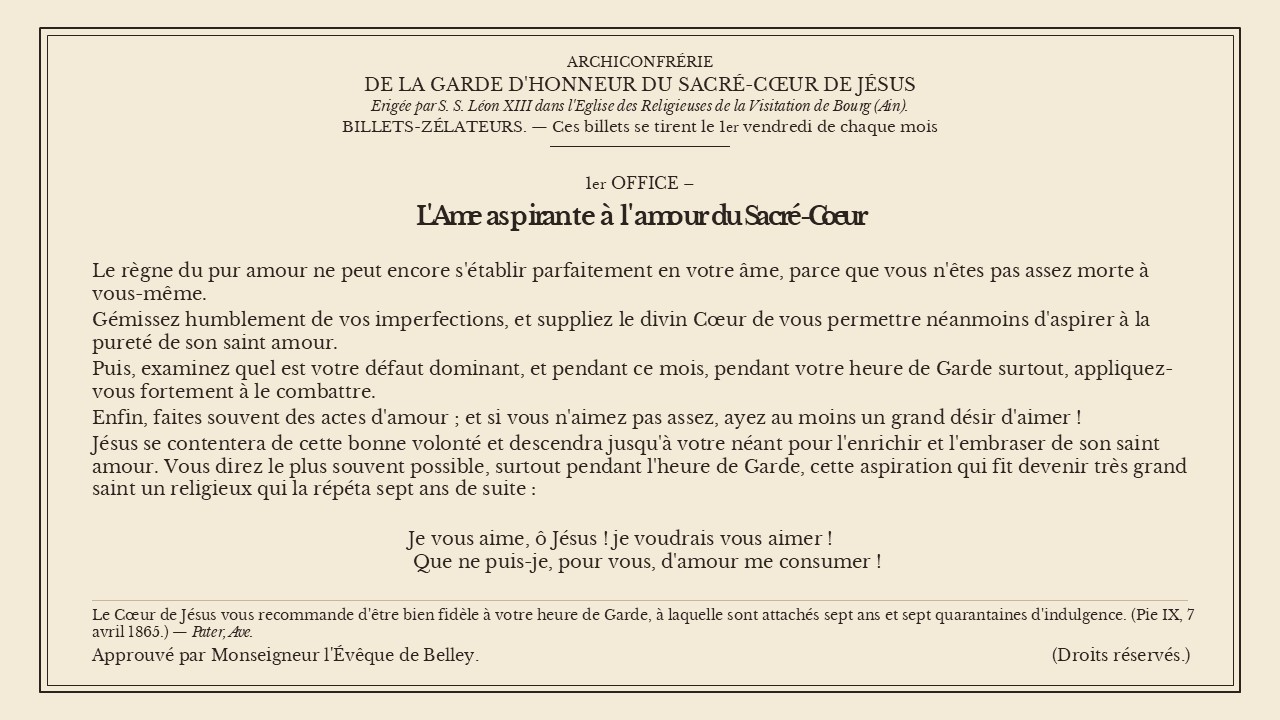 ARCHICONFRÉRIE
DE LA GARDE D'HONNEUR DU SACRÉ-CŒUR DE JÉSUS
Erigée par S. S. Léon XIII dans l'Eglise des Religieuses de la Visitation de Bourg (Ain).
BILLETS-ZÉLATEURS. — Ces billets se tirent le 1er vendredi de chaque mois
1er OFFICE –
L'Ame aspirante à l'amour du Sacré-Cœur
Le règne du pur amour ne peut encore s'établir parfaitement en votre âme, parce que vous n'êtes pas assez morte à
vous-même.
Gémissez humblement de vos imperfections, et suppliez le divin Cœur de vous permettre néanmoins d'aspirer à la
pureté de son saint amour.
Puis, examinez quel est votre défaut dominant, et pendant ce mois, pendant votre heure de Garde surtout, appliquez-
vous fortement à le combattre.
Enfin, faites souvent des actes d'amour ; et si vous n'aimez pas assez, ayez au moins un grand désir d'aimer !
Jésus se contentera de cette bonne volonté et descendra jusqu'à votre néant pour l'enrichir et l'embraser de son saint
amour. Vous direz le plus souvent possible, surtout pendant l'heure de Garde, cette aspiration qui fit devenir très grand
saint un religieux qui la répéta sept ans de suite :
Je vous aime, ô Jésus ! je voudrais vous aimer !
Que ne puis-je, pour vous, d'amour me consumer !
Le Cœur de Jésus vous recommande d'être bien fidèle à votre heure de Garde, à laquelle sont attachés sept ans et sept quarantaines d'indulgence. (Pie IX, 7
avril 1865.) — Pater, Ave.
Approuvé par Monseigneur l'Évêque de Belley. (Droits réservés.)